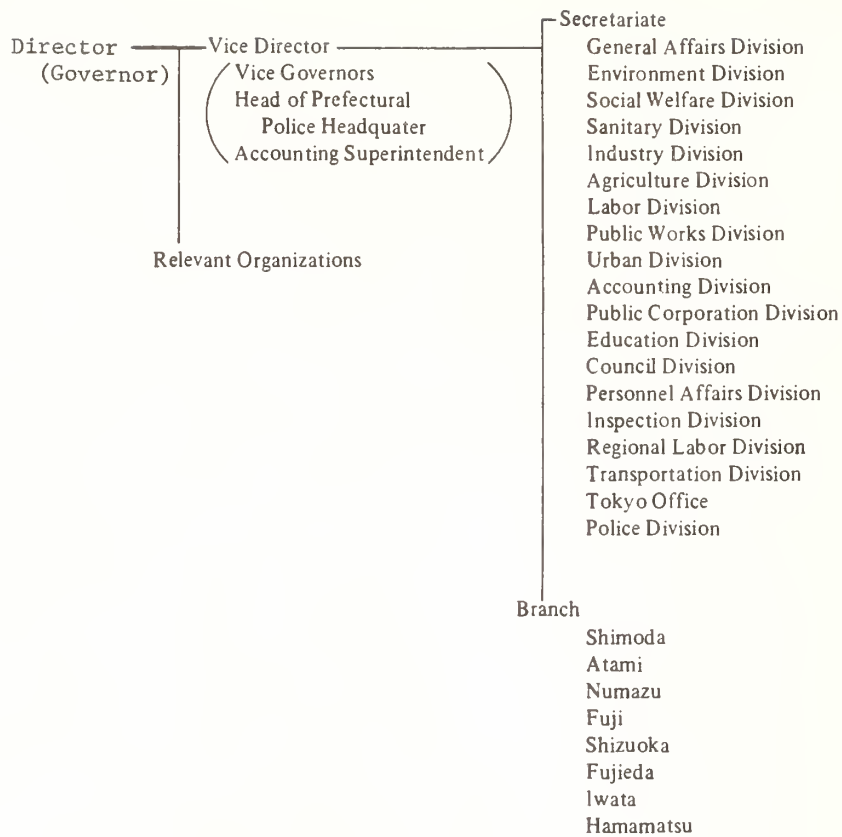 Director
(Governor)
Vice Director
Vice Governors
Head of Prefectural
Police Headquater
Accounting Superintendent
Relevant Organizations
Secretariate
General Affairs Division
Environment Division
Social Welfare Division
Sanitary Division
Industry Division
Agriculture Division
Labor Division
Public Works Division
Urban Division
Accounting Division
Public Corporation Division
Education Division
Council Division
Personnel Affairs Division
Inspection Division
Regional Labor Division
Transportation Division
Tokyo Office
Police Division
Branch
Shimoda
Atami
Numazu
Fuji
Shizuoka
Fujieda
Iwata
Hamamatsu